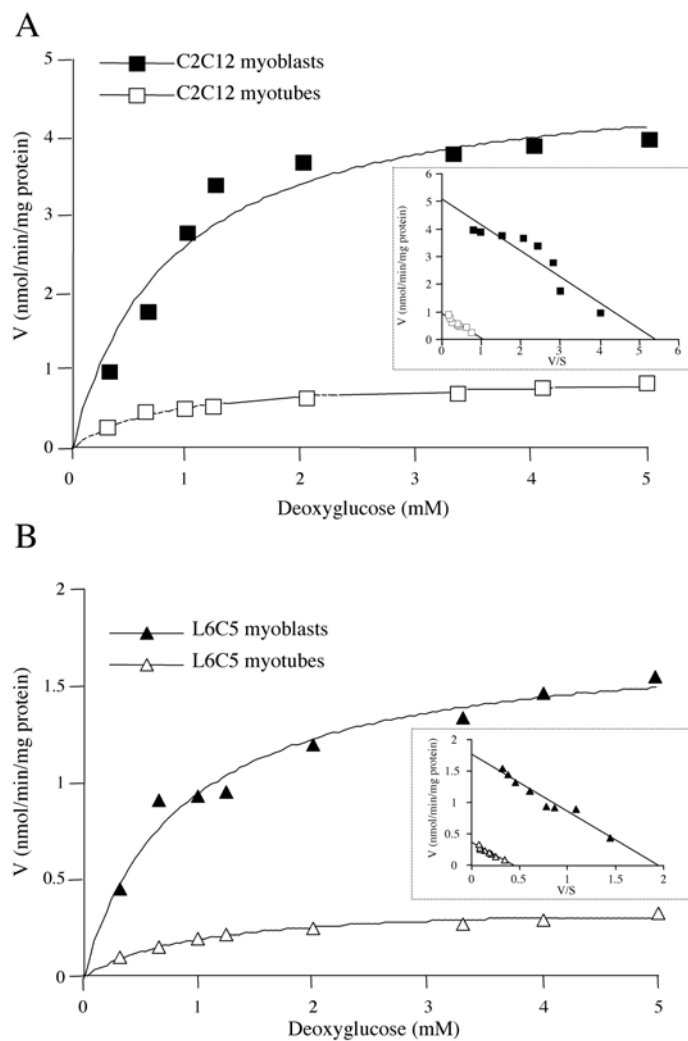 A
C2C12 myoblasts
C2C12 myotubes
V (nmol/min/mg protein)
5
4
3
2
1
0
0 1 2 3 4 5
Deoxyglucose (mM)
V (nmol/min/mg protein)
6
5
4
3
2
1
0
0 1 2 3 4 5 6
V/S
B
L6C5 myoblasts
L6C5 myotubes
V (nmol/min/mg protein)
2
1.5
1
0.5
0
0 1 2 3 4 5
Deoxyglucose (mM)
V (nmol/min/mg protein)
2
1.5
1
0.5
0
0 0.5 1 1.5 2
V/S